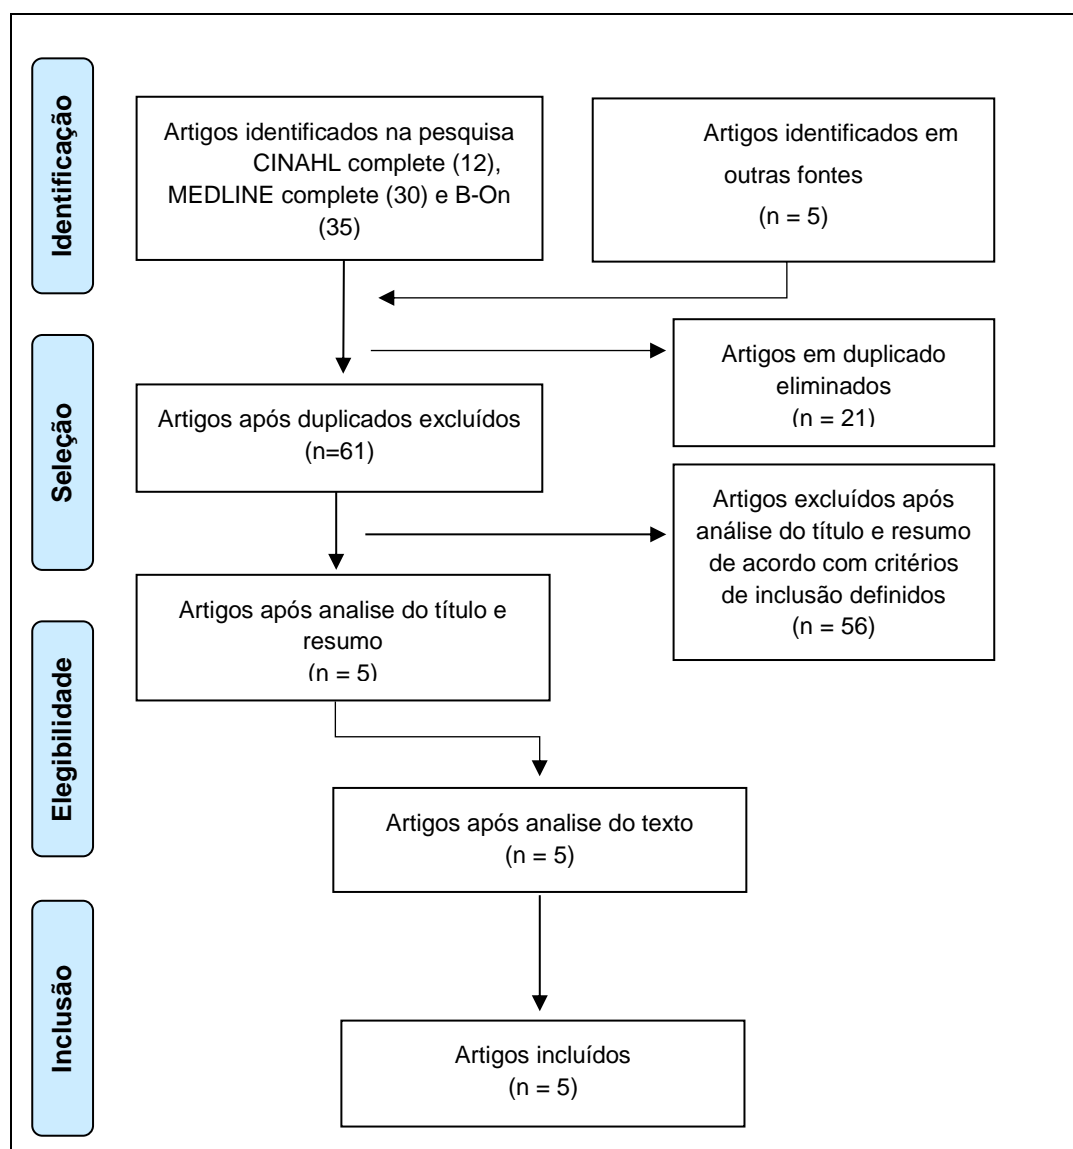 Identificação
Artigos identificados na pesquisa
CINAHL complete (12),
MEDLINE complete (30) e B-On
(35)
Artigos identificados em
outras fontes
(n = 5)
Seleção
Artigos em duplicado
eliminados
(n = 21)
Artigos após duplicados excluídos
(n=61)
Artigos excluídos após
análise do título e resumo
de acordo com critérios
de inclusão definidos
(n = 56)
Artigos após analise do título e
resumo
(n = 5)
Elegibilidade
Artigos após analise do texto
(n = 5)
Inclusão
Artigos incluídos
(n = 5)